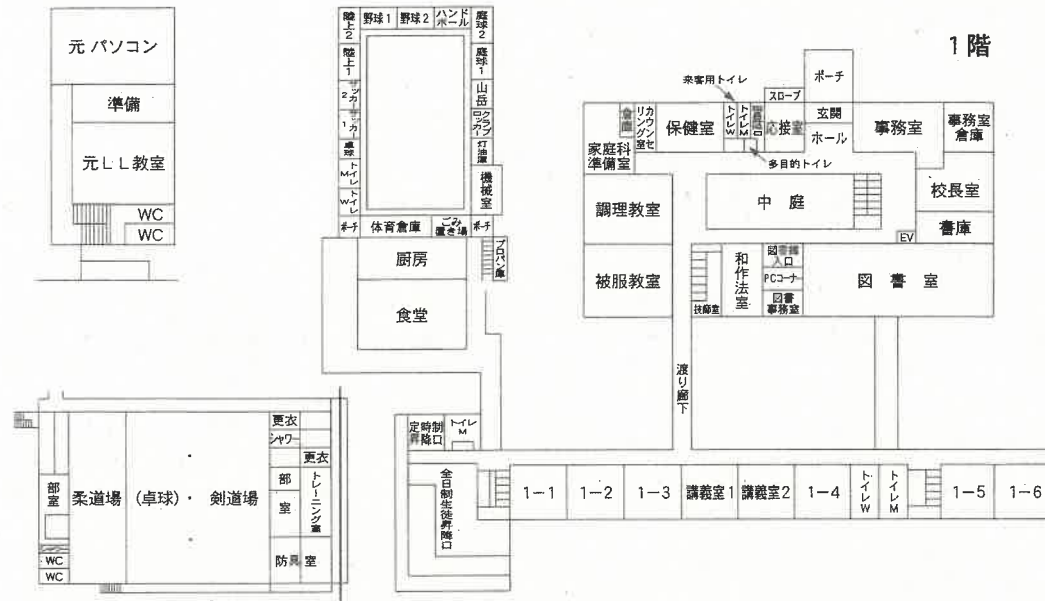 1階
元 パソコン
準備
元LL教室
WC
WC
陸上2
野球1
野球2
ハンドボール
庭球2
陸上1
庭球1
サッカー2
山岳
サッカー1
クラブロッカー
卓球
灯油庫
トイレM
機械室
トイレW
ポーチ
体育倉庫
ごみ置き場
ポーチ
厨房
プロパン庫
食堂
来客用トイレ
ポーチ
スロープ
倉庫
カウンセリング室
保健室
トイレW
トイレM
応接室
玄関
ホール
事務室
事務室倉庫
家庭科準備室
多目的トイレ
調理教室
中庭
校長室
書庫
EV
被服教室
技師室
和作法室
図書館入口
PCコーナー
図書事務室
図書室
渡り廊下
更衣
シャワー
更衣
部室
柔道場
(卓球)・
剣道場
部室
トレーニング室
防具室
WC
WC
定時制昇降口
トイレM
全日制生徒昇降口
1-1
1-2
1-3
講義室1
講義室2
1-4
トイレW
トイレM
1-5
1-6